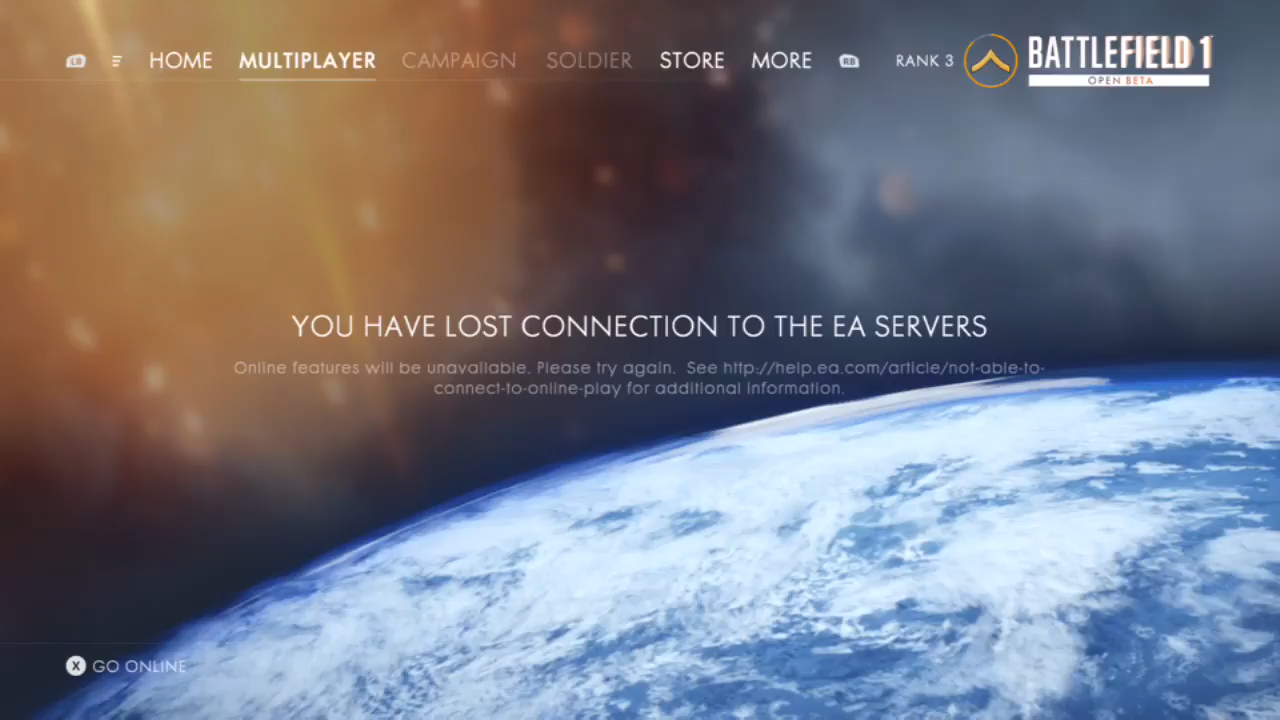 LB HOME MULTIPLAYER CAMPAIGN SOLDIER STORE MORE RB RANK 3 BATTLEFIELD 1
OPEN BETA
YOU HAVE LOST CONNECTION TO THE EA SERVERS
Online features will be unavailable. Please try again. See http://help.ea.com/article/not-able-to-
connect-to-online-play for additional information.
X GO ONLINE